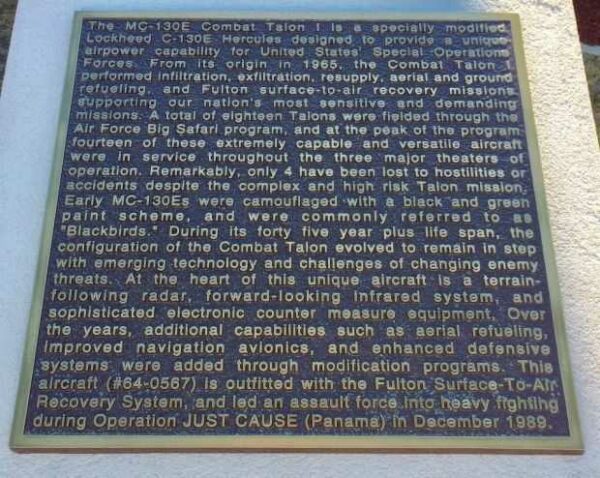 The MC-130E Combat Talon I is a specially modified
Lockheed C-130E Hercules designed to provide a unique
airpower capability for United States' Special Operations
Forces. From its origin in 1965, the Combat Talon I
performed infiltration, exfiltration, resupply, aerial and ground
refueling, and Fulton surface-to-air recovery missions
supporting our nation's most sensitive and demanding
missions. A total of eighteen Talons were fielded through the
Air Force Big Safari program, and at the peak of the program
fourteen of these extremely capable and versatile aircraft
were in service throughout the three major theaters of
operation. Remarkably, only 4 have been lost to hostilities or
accidents despite the complex and high risk Talon mission.
Early MC-130Es were camouflaged with a black and green
paint scheme, and were commonly referred to as
"Blackbirds." During its forty five year plus life span, the
configuration of the Combat Talon evolved to remain in step
with emerging technology and challenges of changing enemy
threats. At the heart of this unique aircraft is a terrain-
following radar, forward-looking infrared system, and
sophisticated electronic counter measure equipment. Over
the years, additional capabilities such as aerial refueling,
improved navigation avionics, and enhanced defensive
systems were added through modification programs. This
aircraft (#64-0567) is outfitted with the Fulton Surface-To-Air
Recovery System, and led an assault force into heavy fighting
during Operation JUST CAUSE (Panama) in December 1989.